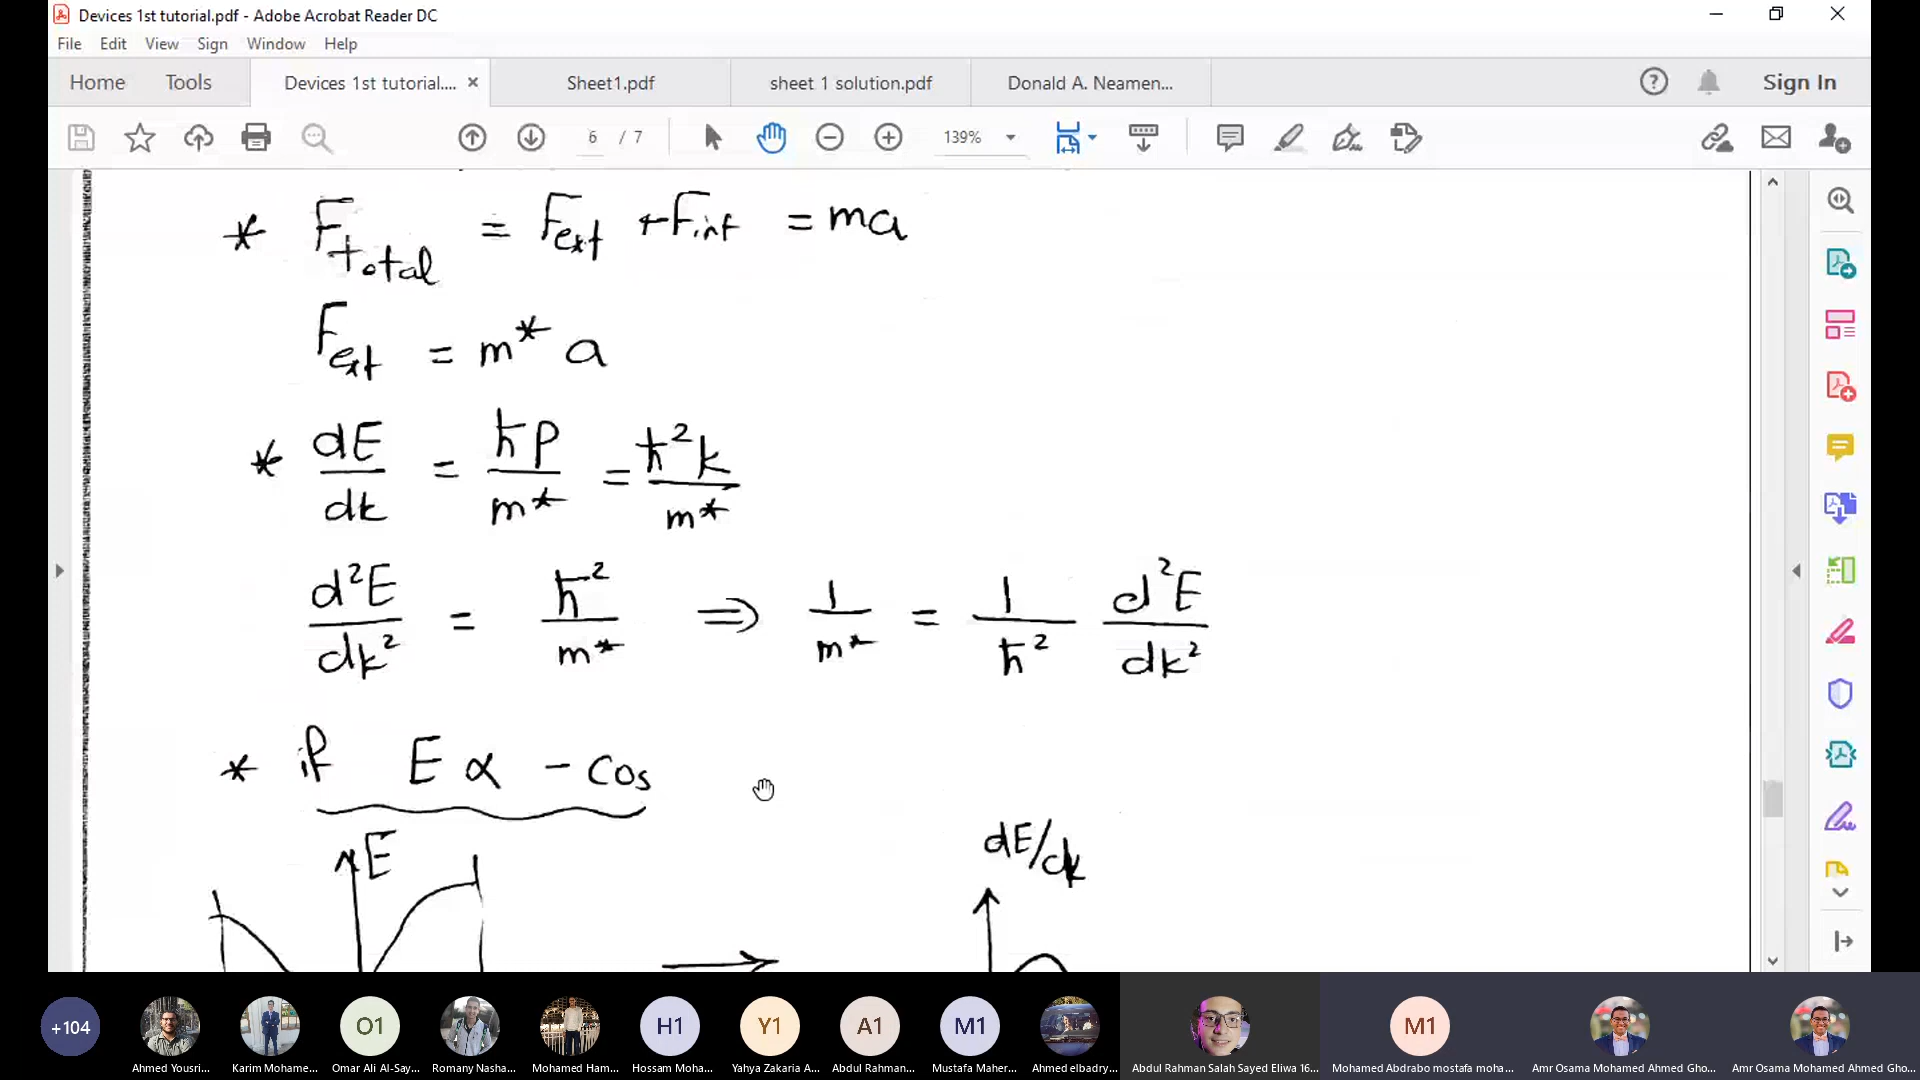 Devices 1st tutorial.pdf - Adobe Acrobat Reader DC
File Edit View Sign Window Help
Home Tools Devices 1st tutorial.... × Sheet1.pdf sheet 1 solution.pdf Donald A. Neamen... Sign In
6 / 7 139%
* F_total = F_ext + F_int = ma
F_ext = m* a
* dE/dk = ħp/m* = ħ²k/m*
d²E/dk² = ħ²/m* ⇒ 1/m* = 1/ħ² d²E/dk²
* if E α - cos
E
dE/dk
+104 O1 H1 Y1 A1 M1 M1
Ahmed Yousri... Karim Mohame... Omar Ali Al-Say... Romany Nasha... Mohamed Ham... Hossam Moha... Yahya Zakaria A... Abdul Rahman... Mustafa Maher... Ahmed elbadry... Abdul Rahman Salah Sayed Eliwa 16... Mohamed Abdrabo mostafa moha... Amr Osama Mohamed Ahmed Gho... Amr Osama Mohamed Ahmed Gho...